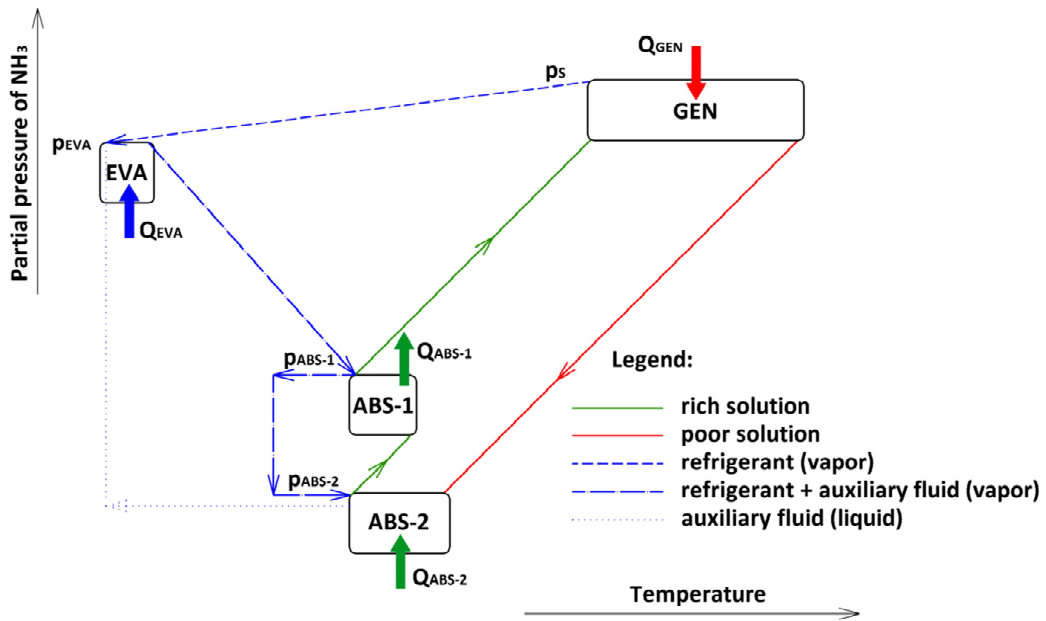 Partial pressure of NH₃
QGEN
pS
GEN
pEVA
EVA
QEVA
pABS-1
QABS-1
ABS-1
pABS-2
ABS-2
QABS-2
Legend:
rich solution
poor solution
refrigerant (vapor)
refrigerant + auxiliary fluid (vapor)
auxiliary fluid (liquid)
Temperature